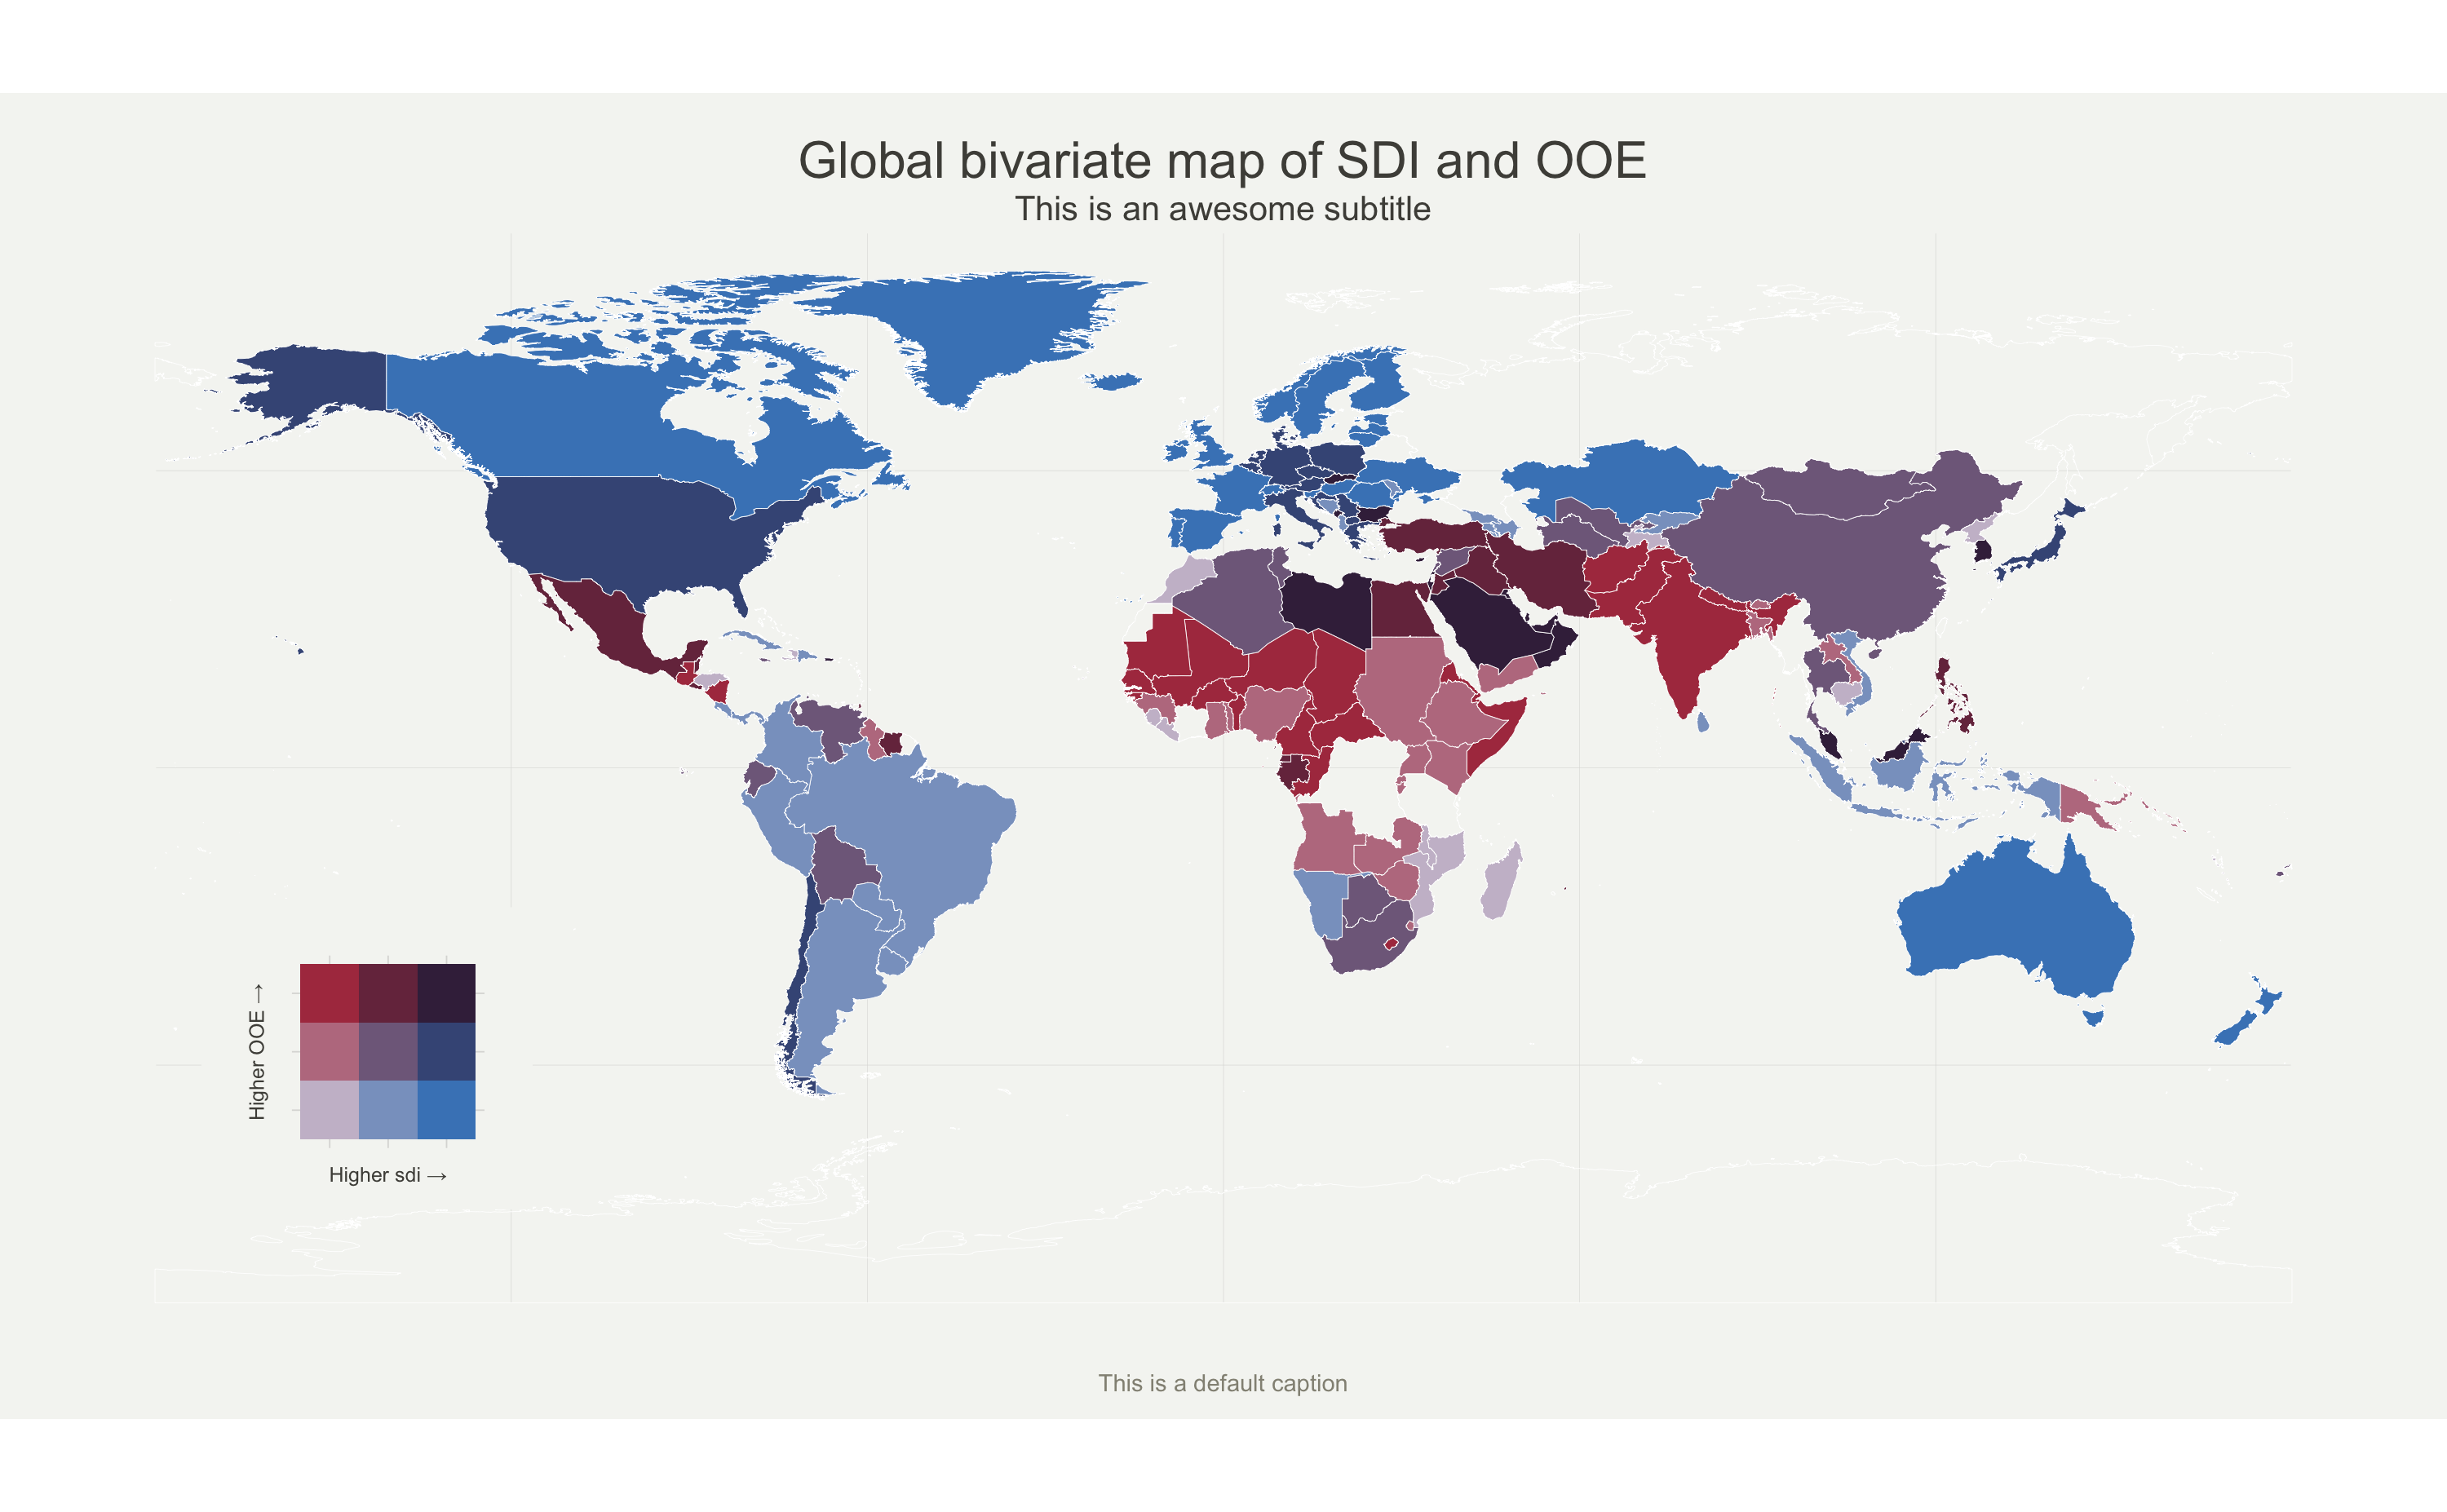 Global bivariate map of SDI and OOE
This is an awesome subtitle
Higher OOE →
Higher sdi →
This is a default caption